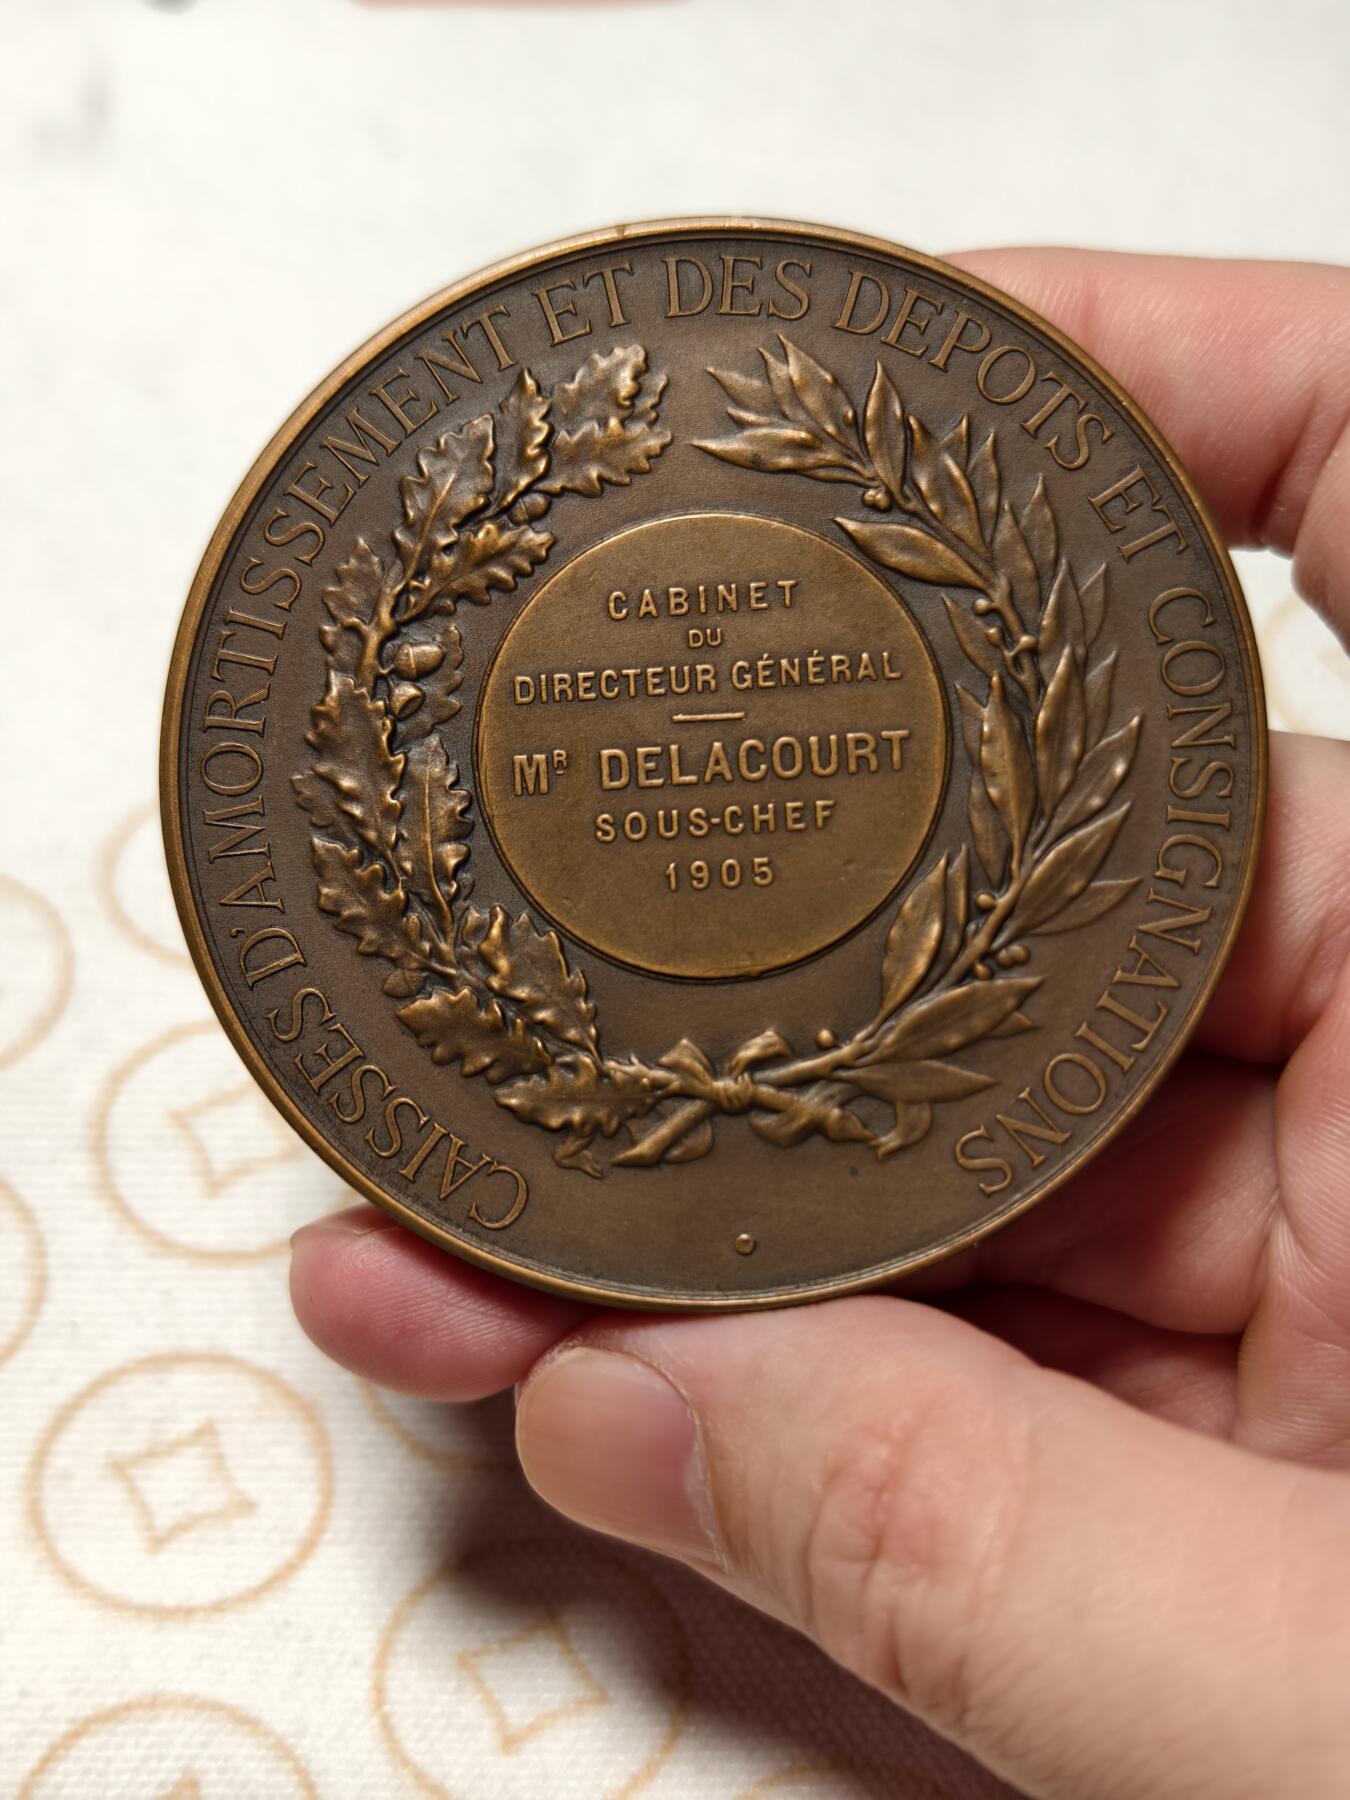 CAISSES D'AMORTISSEMENT ET DES DEPOTS ET CONSIGNATIONS
CABINET
DU
DIRECTEUR GÉNÉRAL
Mᴿ DELACOURT
SOUS-CHEF
1905